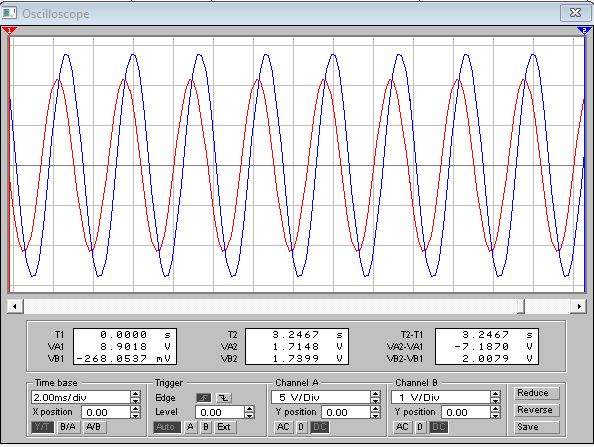 Oscilloscope
1 2
T1 0.0000 s T2 3.2467 s T2-T1 3.2467 s
VA1 8.9018 V VA2 1.7148 V VA2-VA1 -7.1870 V
VB1 -268.0537 mV VB2 1.7399 V VB2-VB1 2.0079 V
Time base Trigger Channel A Channel B Reduce
2.00ms/div Edge 5 V/Div 1 V/Div
X position 0.00 Level 0.00 Y position 0.00 Y position 0.00 Reverse
Y/T B/A A/B Auto A B Ext AC 0 DC AC 0 DC Save